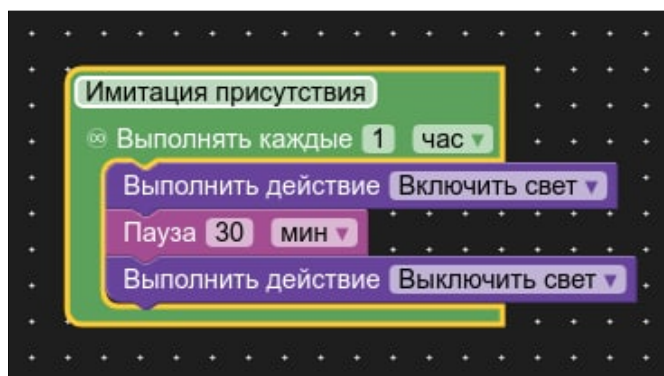 Имитация присутствия
Выполнять каждые 1 час
Выполнить действие Включить свет
Пауза 30 мин
Выполнить действие Выключить свет